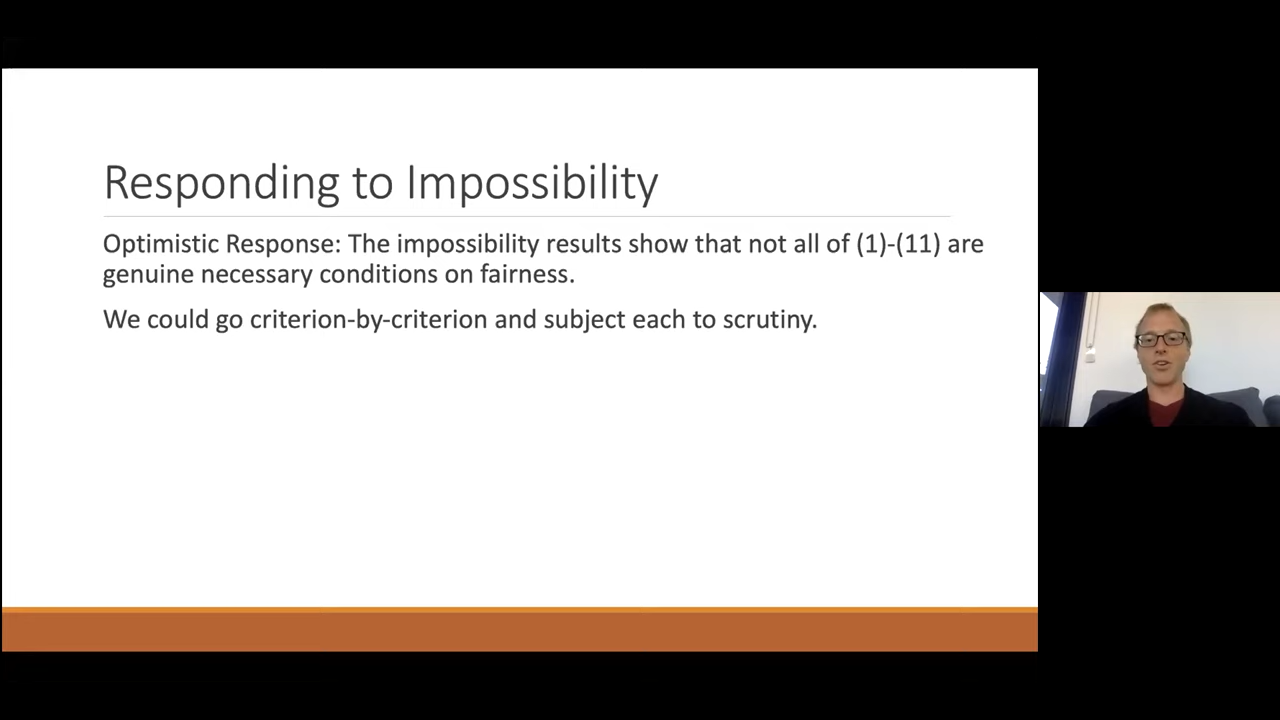 Responding to Impossibility
Optimistic Response: The impossibility results show that not all of (1)-(11) are
genuine necessary conditions on fairness.
We could go criterion-by-criterion and subject each to scrutiny.